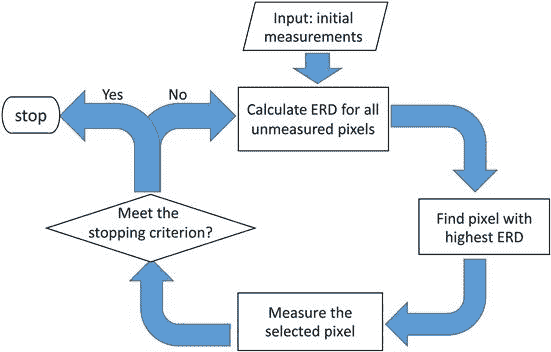 Input: initial
measurements
Yes
No
stop
Calculate ERD for all
unmeasured pixels
Meet the
stopping criterion?
Find pixel with
highest ERD
Measure the
selected pixel